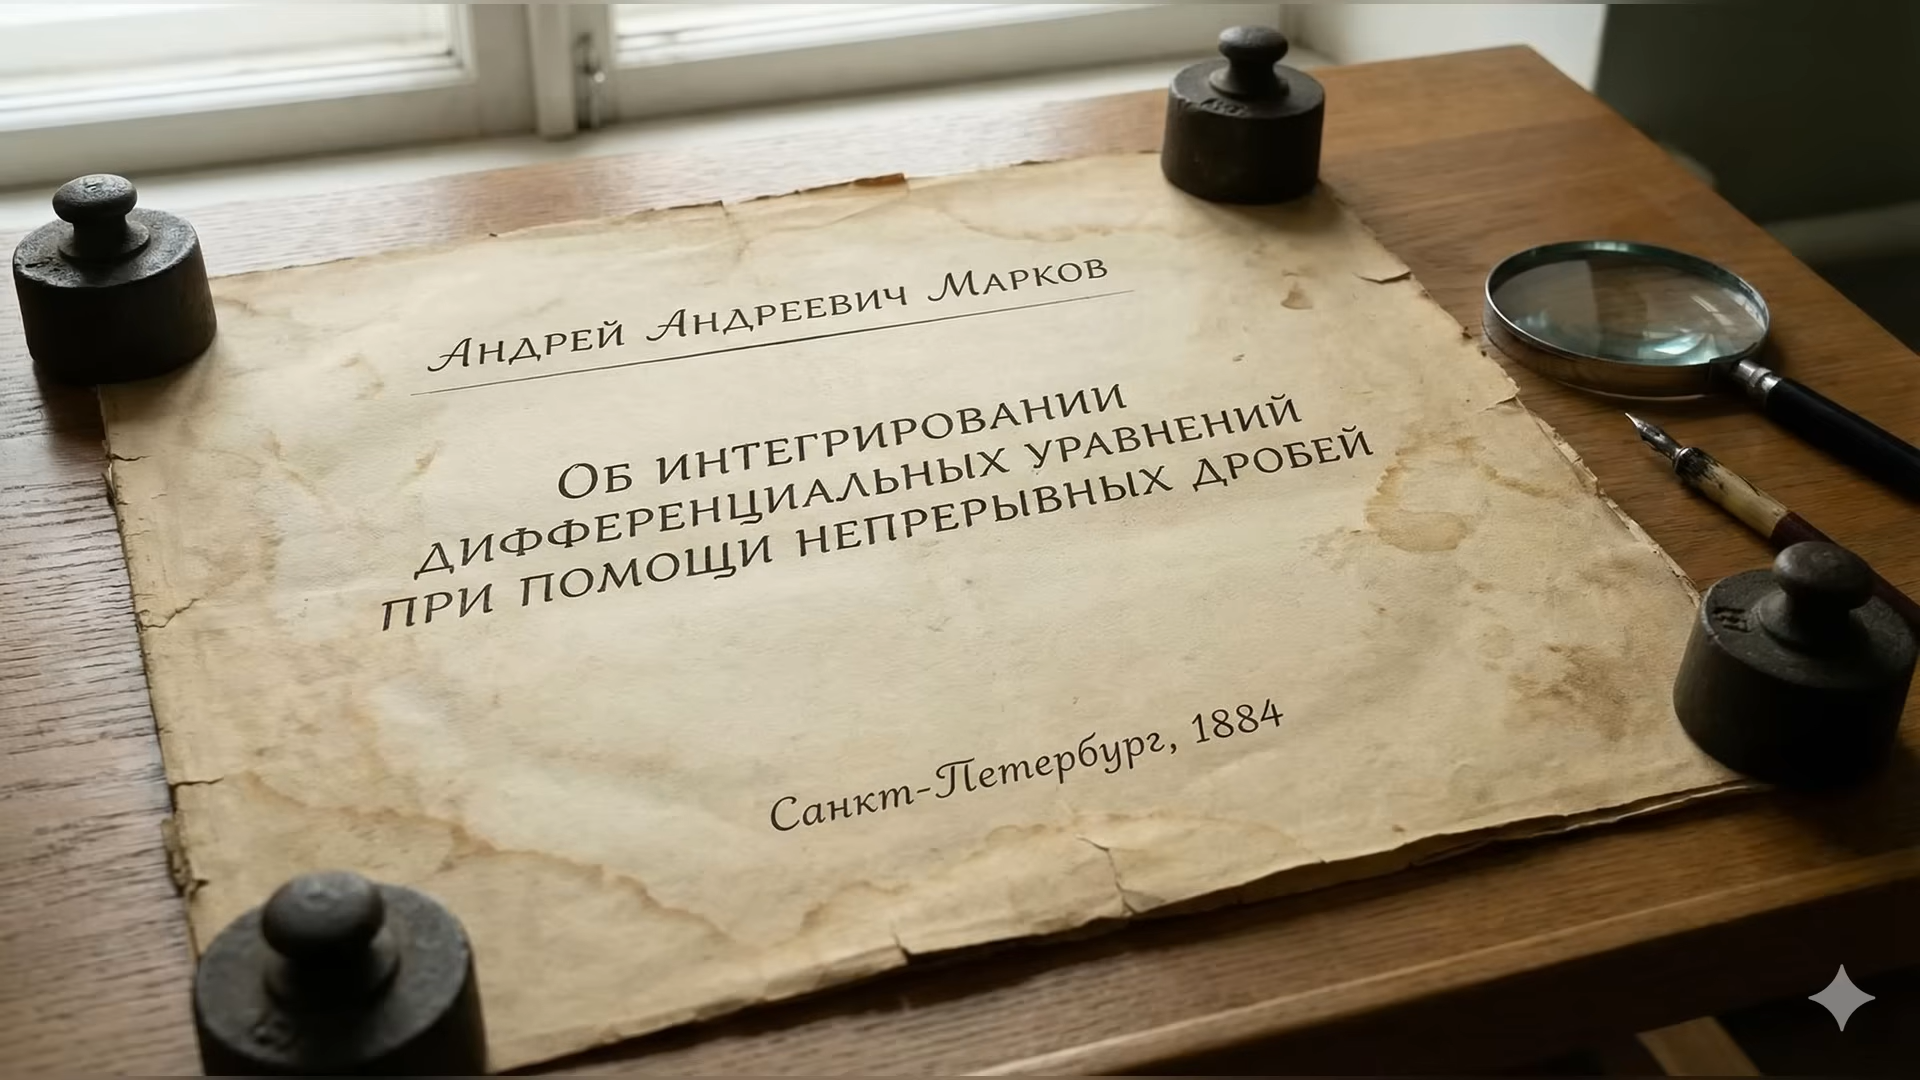 Андрей Андреевич Марков
Об интегрировании
дифференциальных уравнений
при помощи непрерывных дробей
Санкт-Петербург, 1884